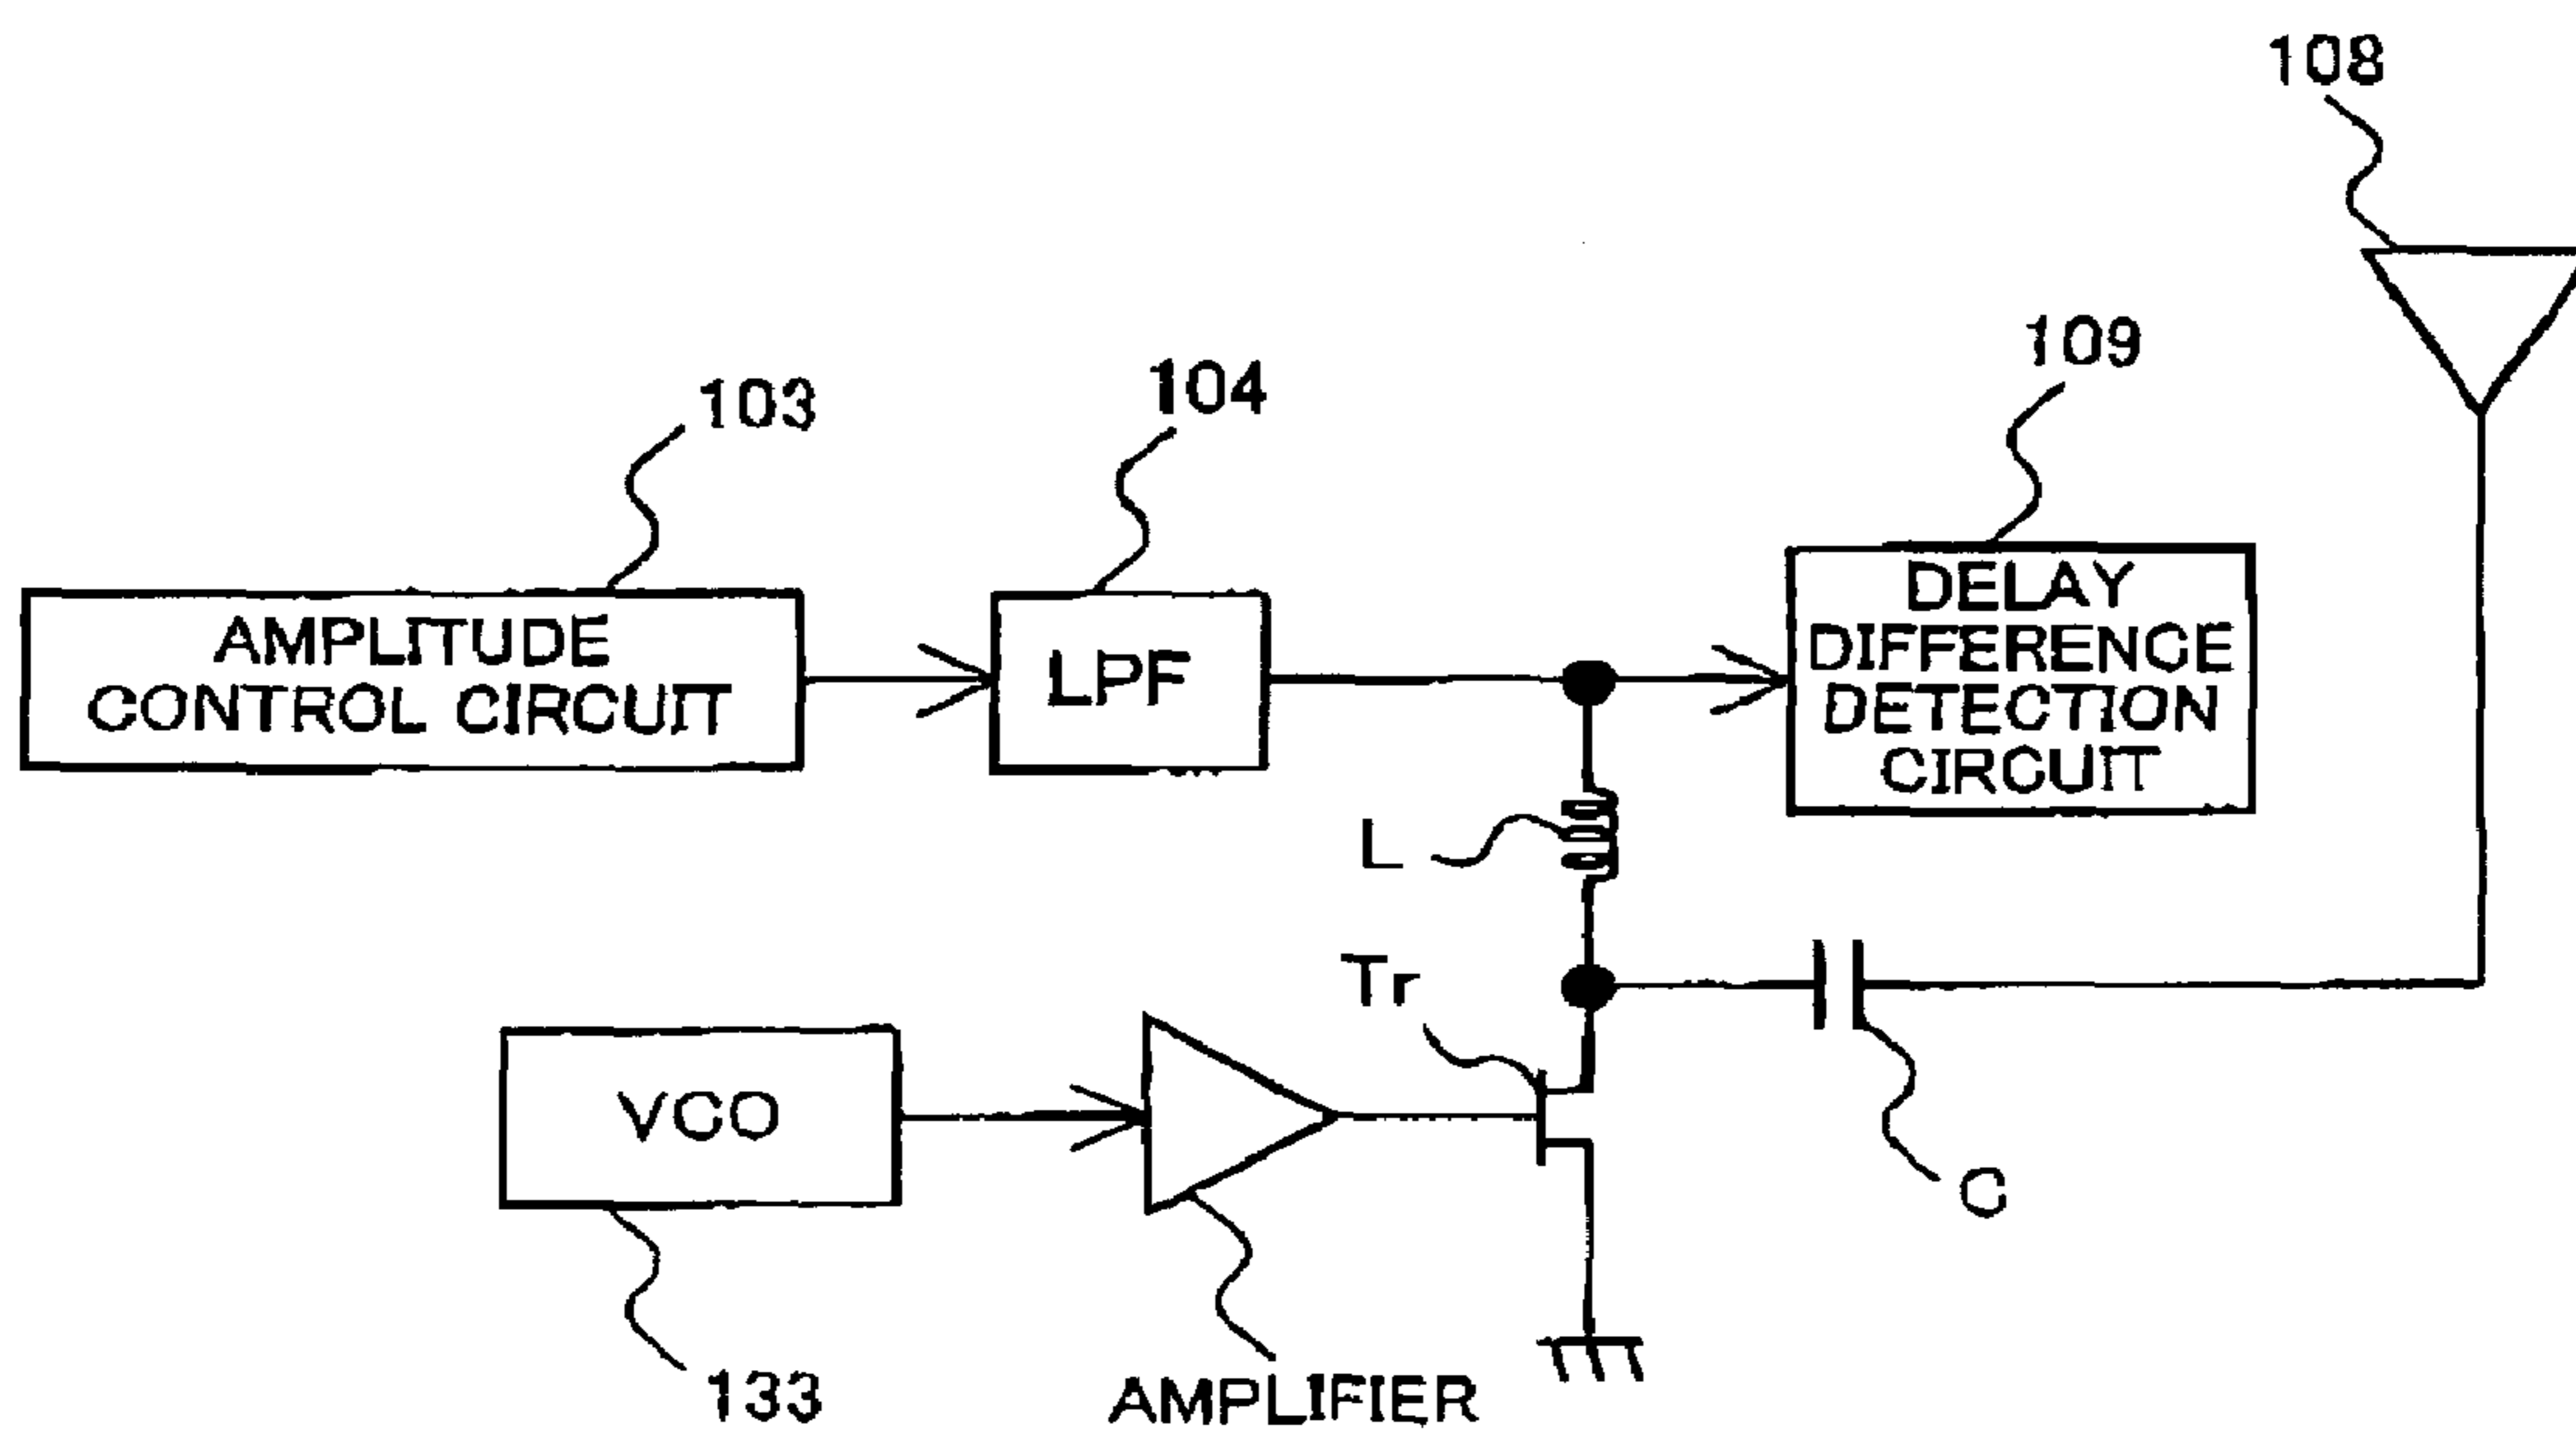 108
109
104
103
AMPLITUDE
CONTROL CIRCUIT
LPF
DELAY
DIFFERENCE
DETECTION
CIRCUIT
L
Tr
VCO
C
133
AMPLIFIER